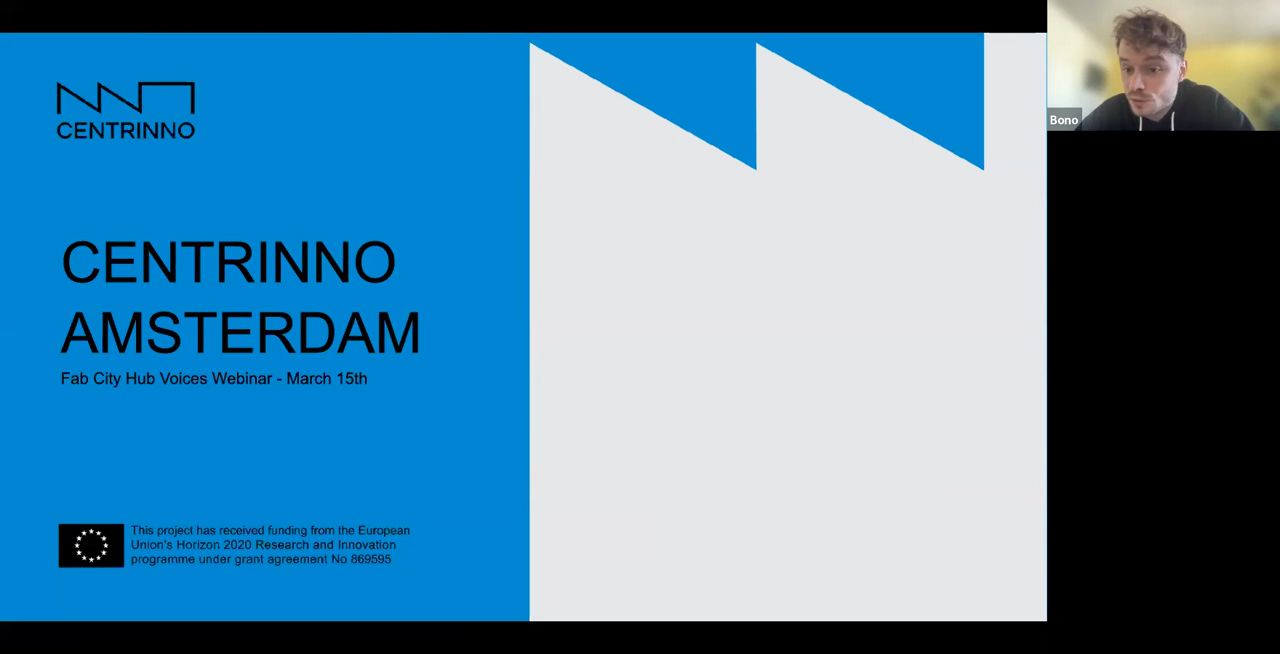 CENTRINNO
CENTRINNO
AMSTERDAM
Fab City Hub Voices Webinar - March 15th
This project has received funding from the European
Union's Horizon 2020 Research and Innovation
programme under grant agreement No 869595
Bono